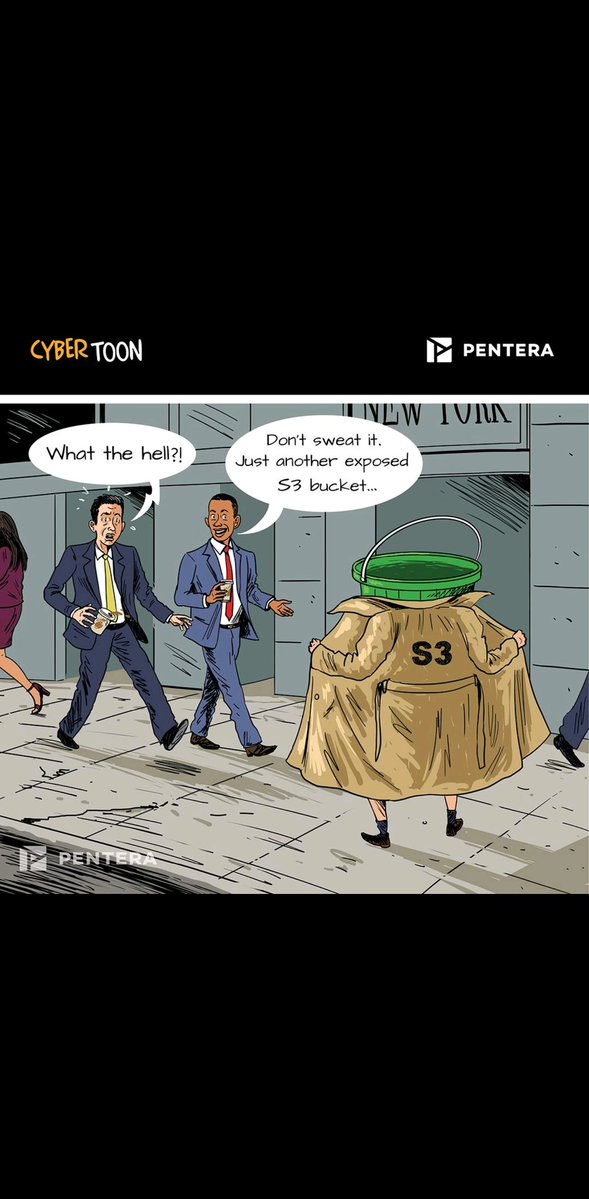 CYBER TOON
PENTERA
NEW YORK
What the hell?!
Don't sweat it.
Just another exposed
S3 bucket...
S3
PENTERA